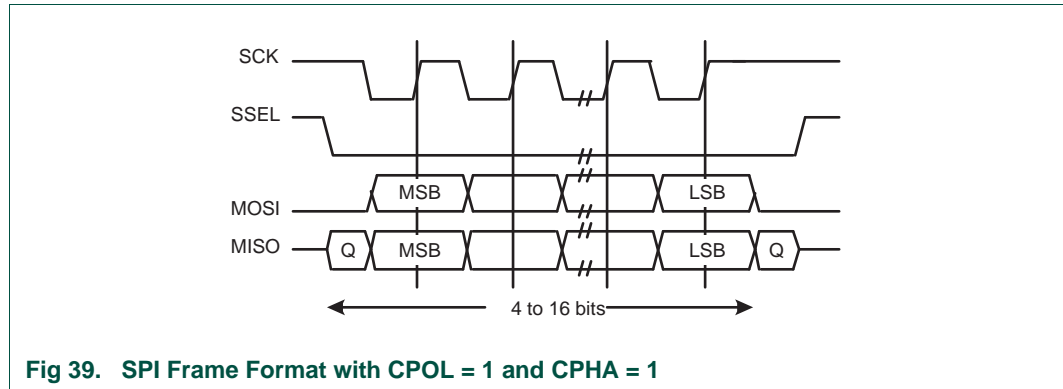 SCK
SSEL
MOSI MSB LSB
MISO Q MSB LSB Q
4 to 16 bits
Fig 39. SPI Frame Format with CPOL = 1 and CPHA = 1